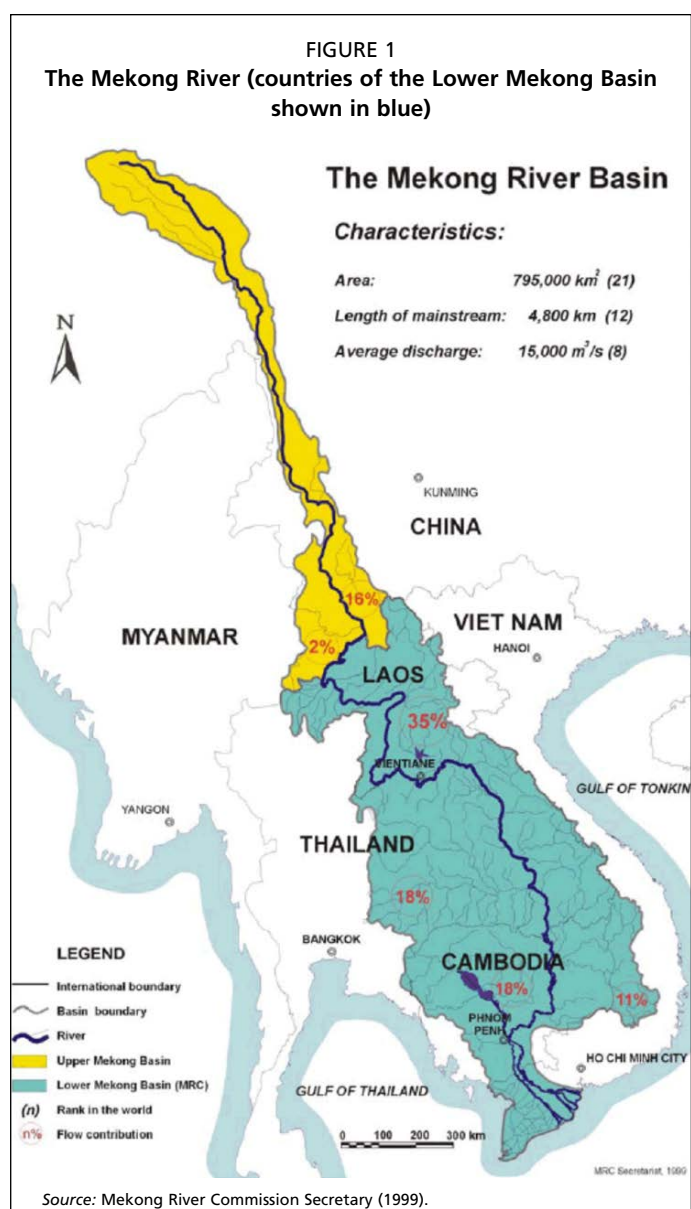 FIGURE 1
The Mekong River (countries of the Lower Mekong Basin
shown in blue)
The Mekong River Basin
Characteristics:
Area: 795,000 km² (21)
Length of mainstream: 4,800 km (12)
Average discharge: 15,000 m³/s (8)
N
KUNMING
CHINA
16%
MYANMAR
2%
VIET NAM
HANOI
LAOS
35%
VIENTIANE
GULF OF TONKIN
YANGON
THAILAND
18%
BANGKOK
CAMBODIA
18%
11%
PHNOM
PENH
HO CHI MINH CITY
GULF OF THAILAND
LEGEND
International boundary
Basin boundary
River
Upper Mekong Basin
Lower Mekong Basin (MRC)
(n) Rank in the world
n% Flow contribution
0 100 200 300 km
MRC Secretariat, 1999
Source: Mekong River Commission Secretary (1999).